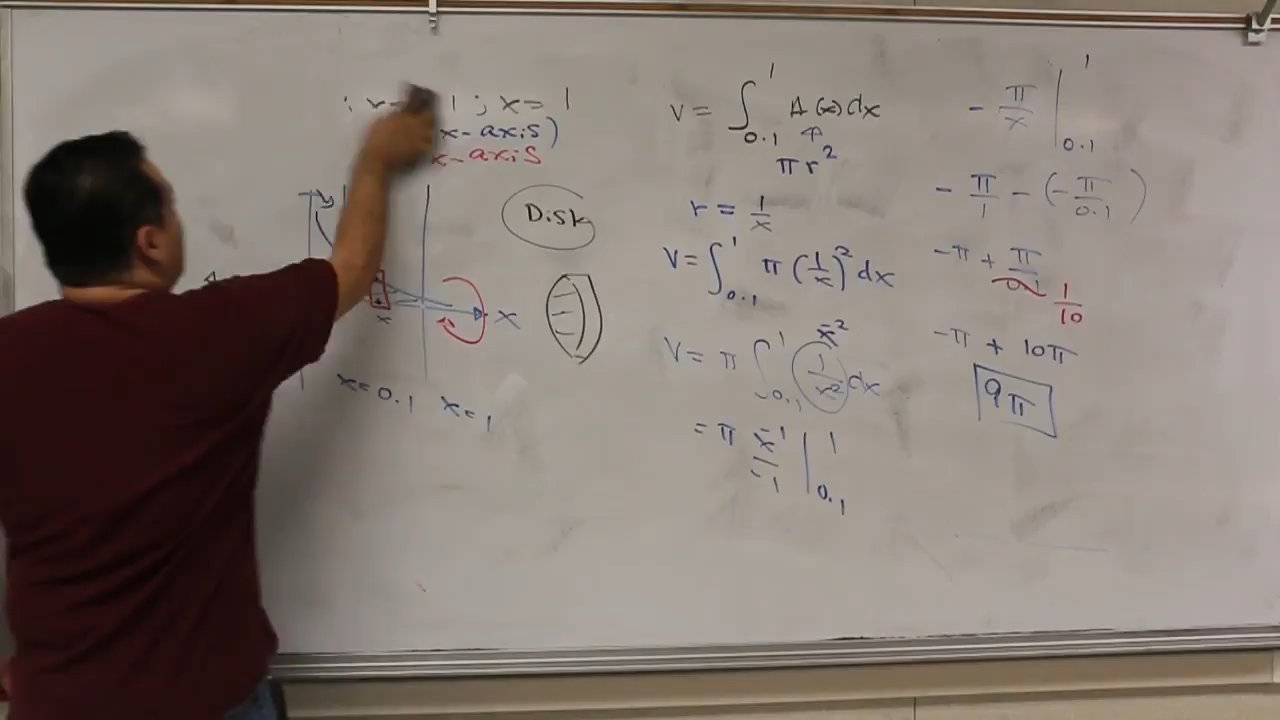 1 ; x = 1
x-axis)
x-axis
Disk
x
x
x=0.1 x=1
V = ∫_{0.1}^{1} A(x)dx
πr²
r = 1/x
V = ∫_{0.1}^{1} π(1/x)² dx
x⁻²
V = π ∫_{0.1}^{1} 1/x² dx
= π x⁻¹/-1 |_{0.1}^{1}
- π/x |_{0.1}^{1}
- π/1 - (-π/0.1)
-π + π/0.1
1/10
-π + 10π
9π